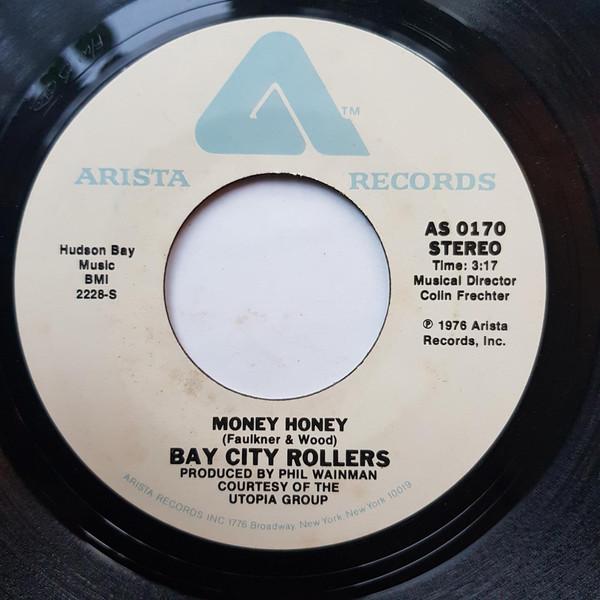 TM
ARISTA RECORDS
Hudson Bay
Music
BMI
2228-S
AS 0170
STEREO
Time: 3:17
Musical Director
Colin Frechter
℗ 1976 Arista
Records, Inc.
MONEY HONEY
(Faulkner & Wood)
BAY CITY ROLLERS
PRODUCED BY PHIL WAINMAN
COURTESY OF THE
UTOPIA GROUP
ARISTA RECORDS INC 1776 Broadway, New York, New York 10019